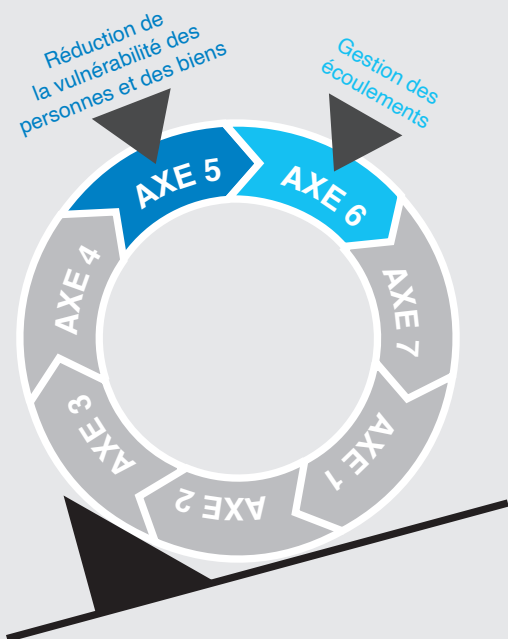 Réduction de
la vulnérabilité des
personnes et des biens
Gestion des
écoulements
AXE 5
AXE 6
AXE 4
AXE 7
AXE 3
AXE 1
AXE 2